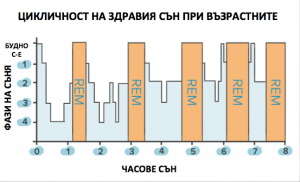 ЦИКЛИЧНОСТ НА ЗДРАВИЯ СЪН ПРИ ВЪЗРАСТНИТЕ
БУДНО
С-Е
1
2
3
4
ФАЗИ НА СЪНЯ
REM
REM
REM
REM
REM
0 1 2 3 4 5 6 7 8
ЧАСОВЕ СЪН